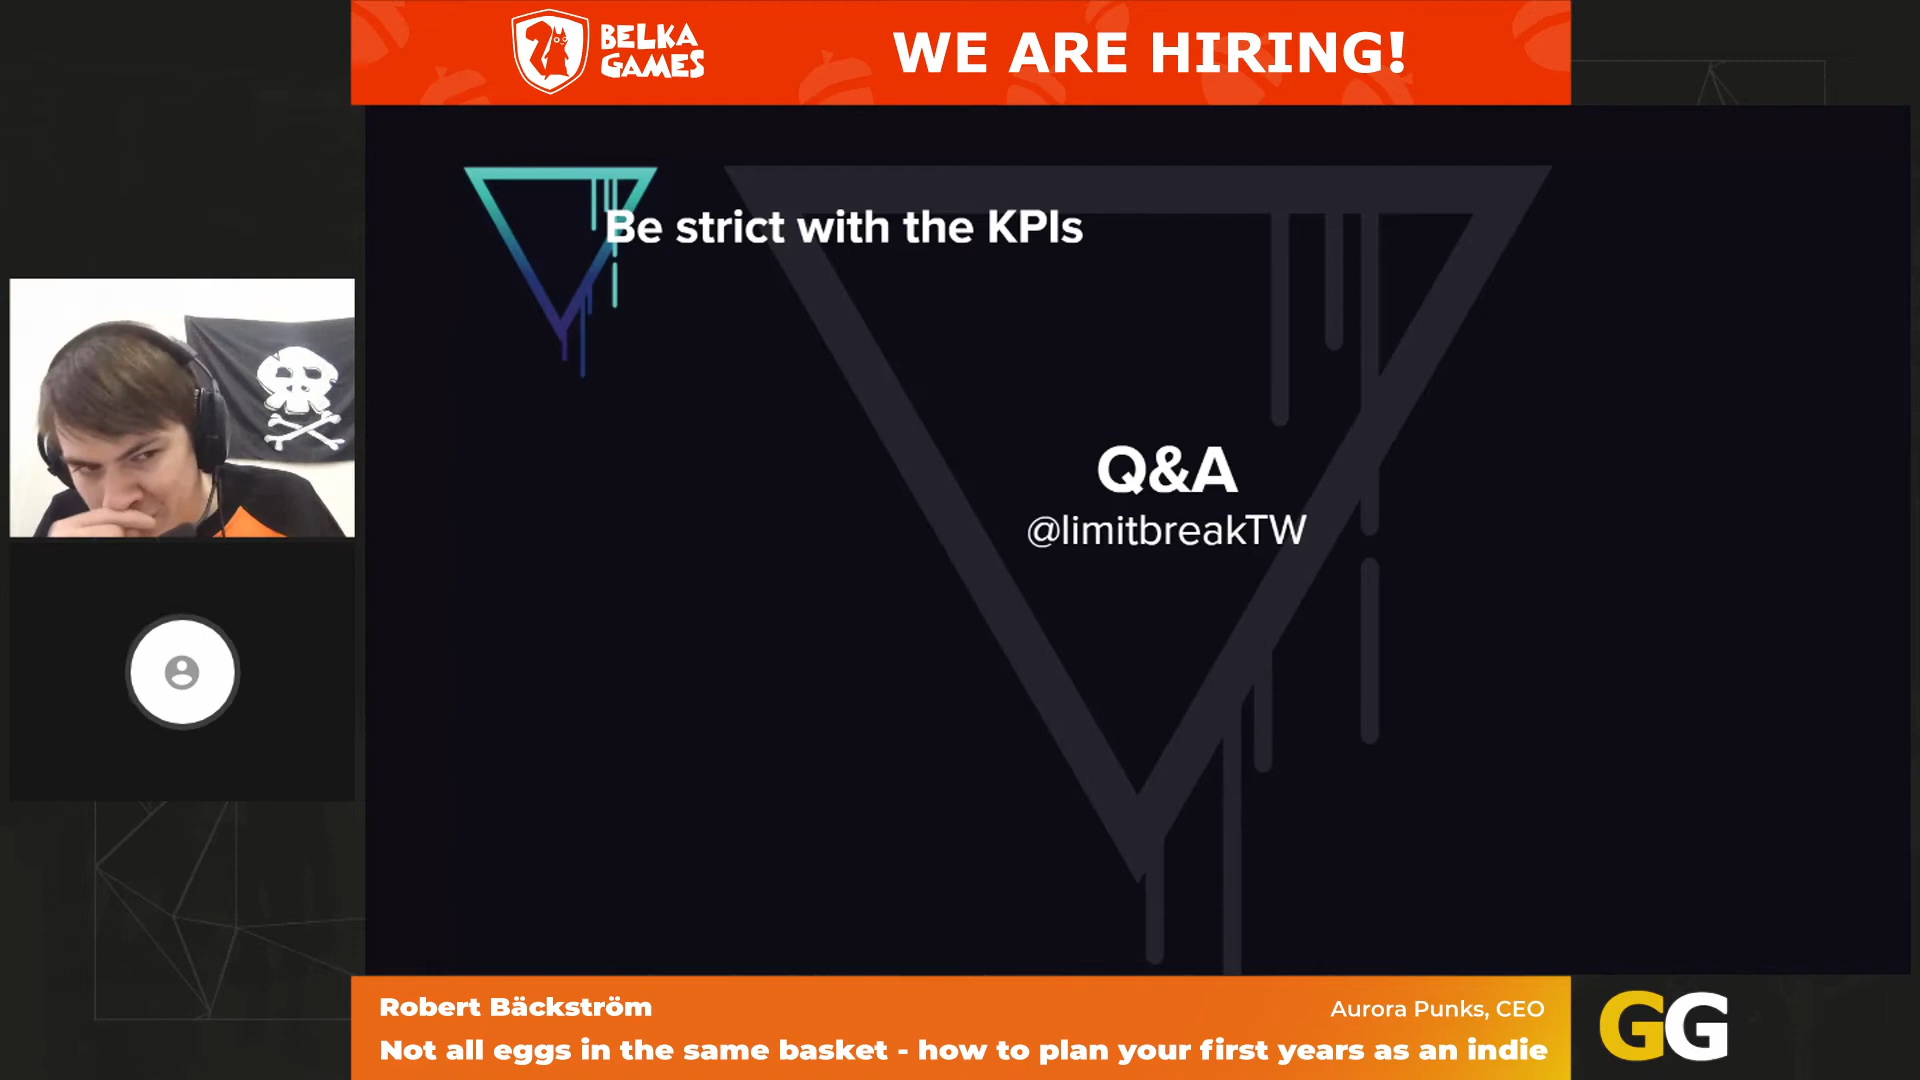 BELKA
GAMES
WE ARE HIRING!
Be strict with the KPIs
Q&A
@limitbreakTW
Robert Bäckström
Aurora Punks, CEO
Not all eggs in the same basket - how to plan your first years as an indie
GG